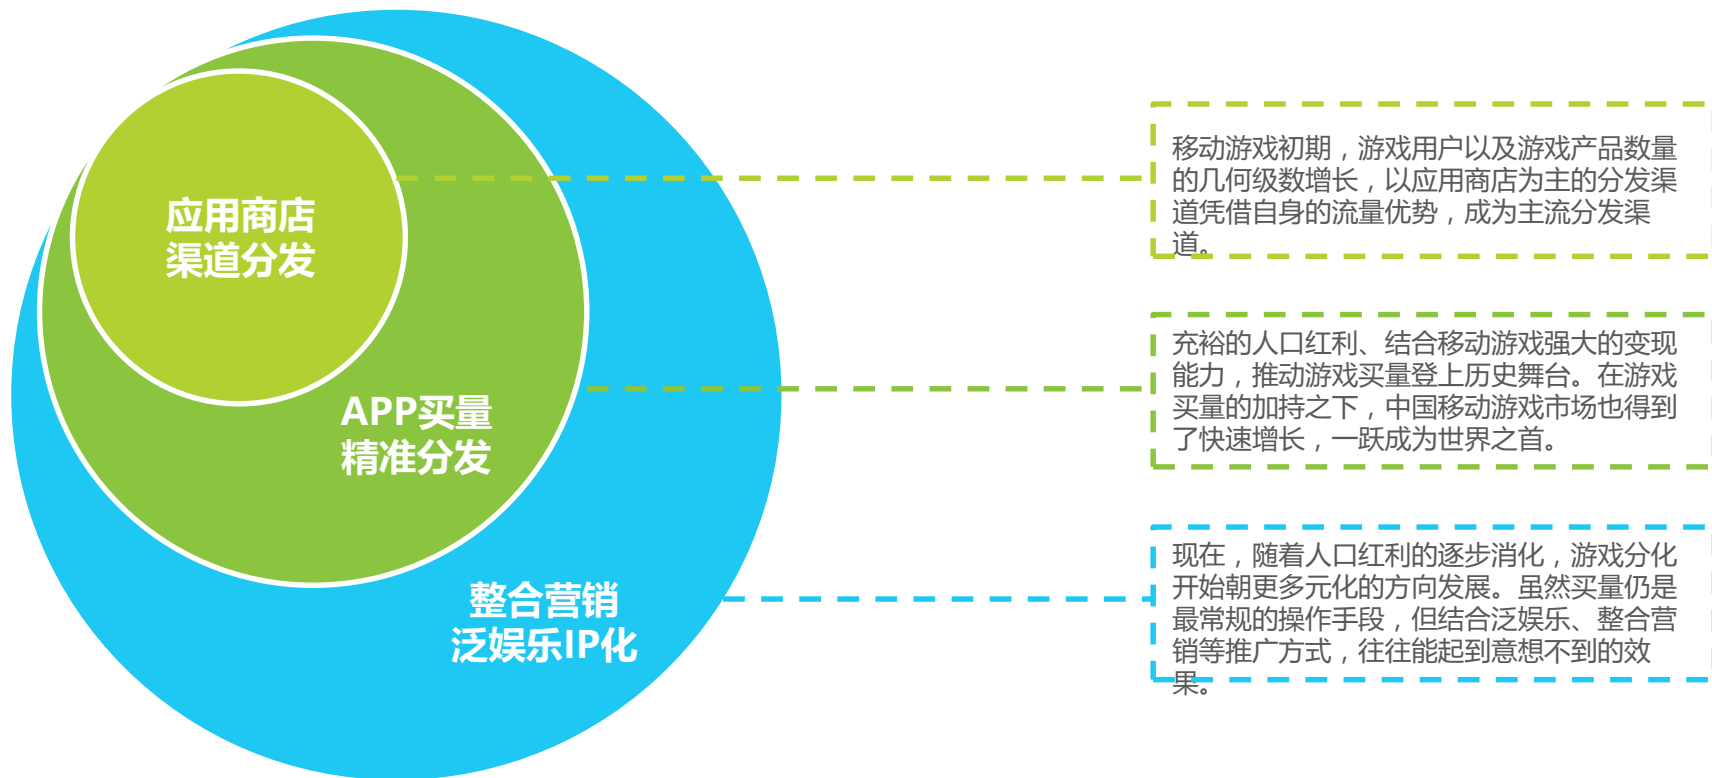 应用商店
渠道分发
APP买量
精准分发
整合营销
泛娱乐IP化
移动游戏初期，游戏用户以及游戏产品数量
的几何级数增长，以应用商店为主的分发渠
道凭借自身的流量优势，成为主流分发渠
道。
充裕的人口红利、结合移动游戏强大的变现
能力，推动游戏买量登上历史舞台。在游戏
买量的加持之下，中国移动游戏市场也得到
了快速增长，一跃成为世界之首。
现在，随着人口红利的逐步消化，游戏分化
开始朝更多元化的方向发展。虽然买量仍是
最常规的操作手段，但结合泛娱乐、整合营
销等推广方式，往往能起到意想不到的效
果。